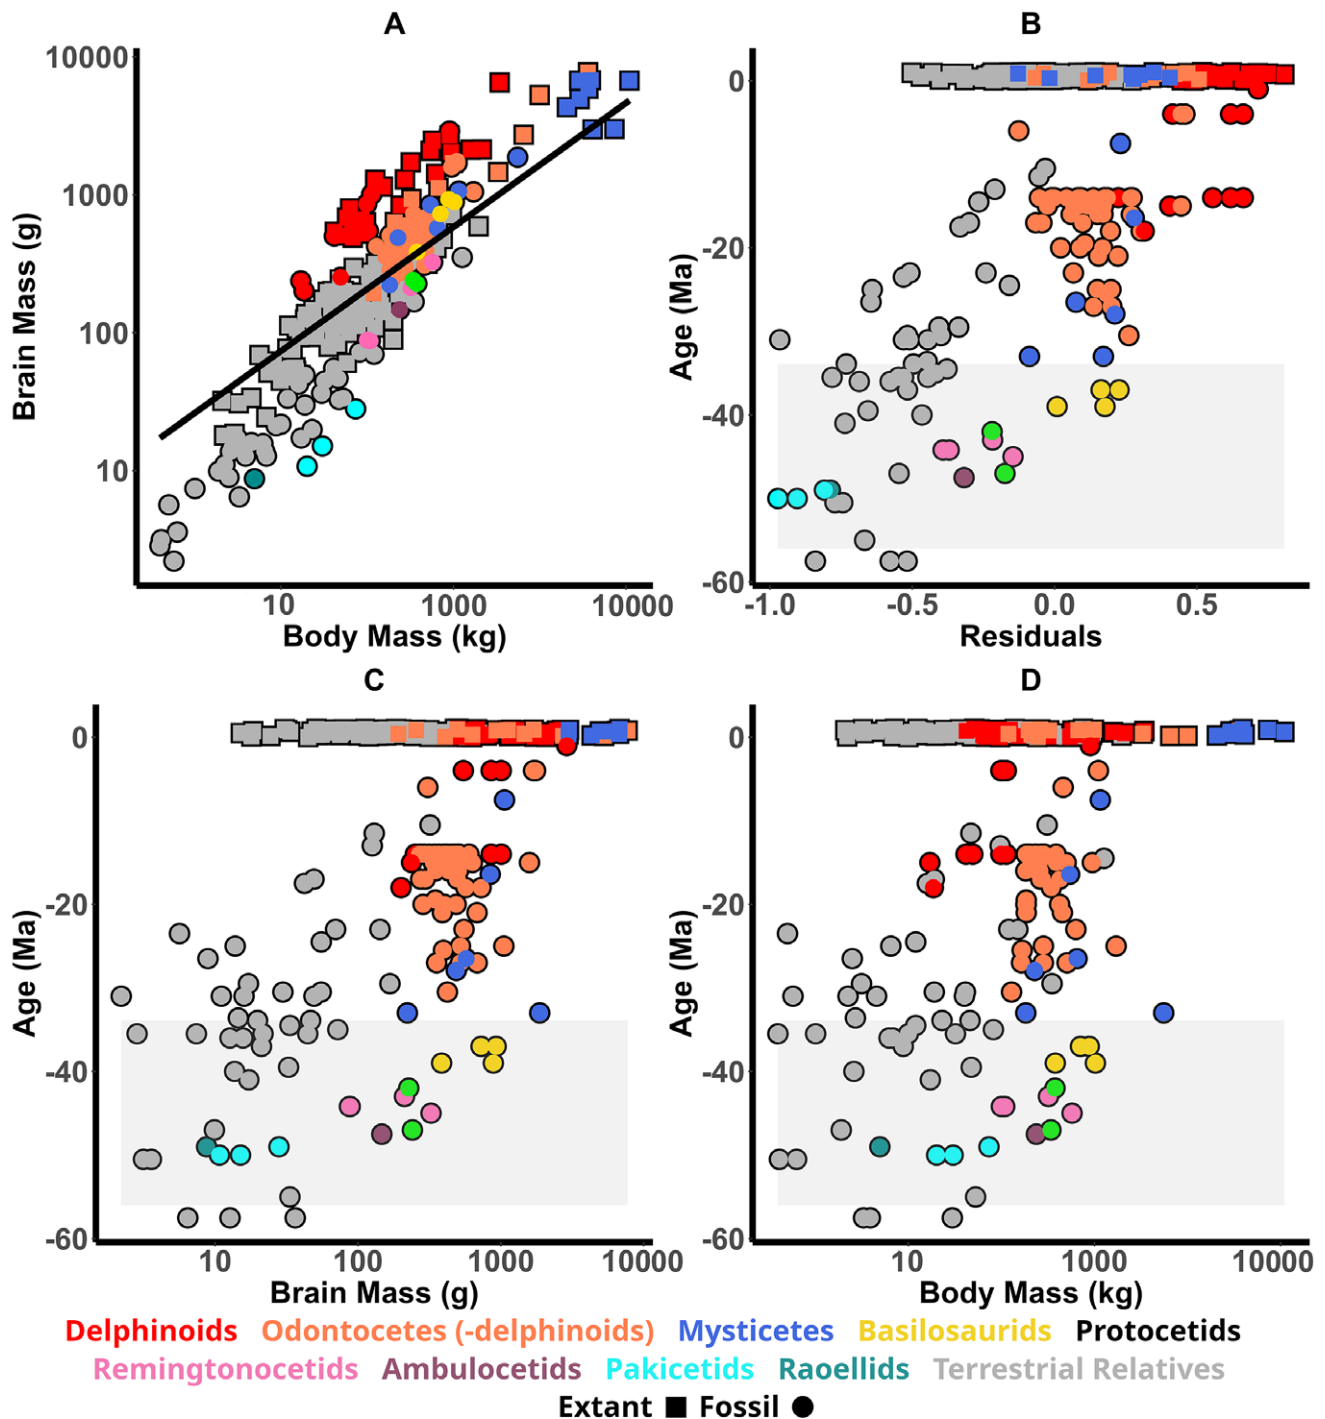 A
10000
1000
100
10
Brain Mass (g)
10
1000
10000
Body Mass (kg)
B
0
-20
-40
-60
Age (Ma)
-1.0
-0.5
0.0
0.5
Residuals
C
0
-20
-40
-60
Age (Ma)
10
100
1000
10000
Brain Mass (g)
D
0
-20
-40
-60
Age (Ma)
10
1000
10000
Body Mass (kg)
Delphinoids Odontocetes (-delphinoids) Mysticetes Basilosaurids Protocetids
Remingtonocetids Ambulocetids Pakicetids Raoellids Terrestrial Relatives
Extant Fossil